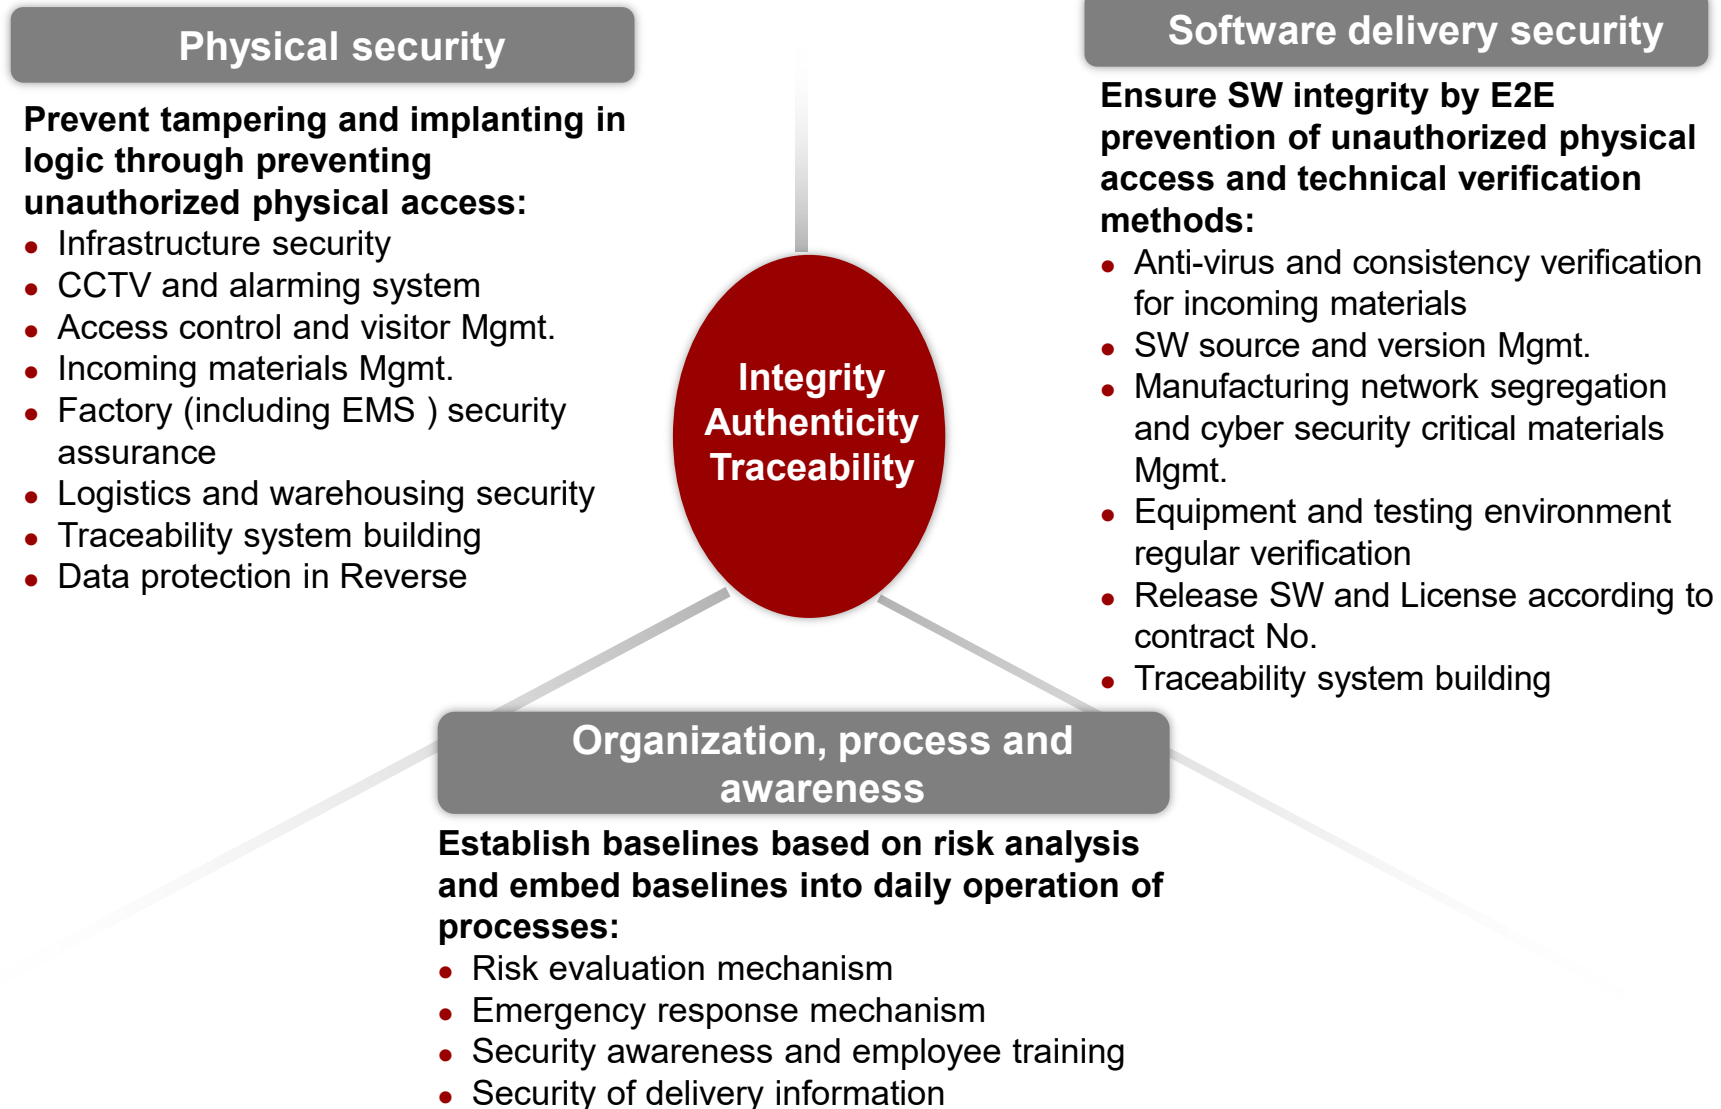 Physical security
Prevent tampering and implanting in
logic through preventing
unauthorized physical access:
● Infrastructure security
● CCTV and alarming system
● Access control and visitor Mgmt.
● Incoming materials Mgmt.
● Factory (including EMS ) security
assurance
● Logistics and warehousing security
● Traceability system building
● Data protection in Reverse
Integrity
Authenticity
Traceability
Software delivery security
Ensure SW integrity by E2E
prevention of unauthorized physical
access and technical verification
methods:
● Anti-virus and consistency verification
for incoming materials
● SW source and version Mgmt.
● Manufacturing network segregation
and cyber security critical materials
Mgmt.
● Equipment and testing environment
regular verification
● Release SW and License according to
contract No.
● Traceability system building
Organization, process and
awareness
Establish baselines based on risk analysis
and embed baselines into daily operation of
processes:
● Risk evaluation mechanism
● Emergency response mechanism
● Security awareness and employee training
● Security of delivery information